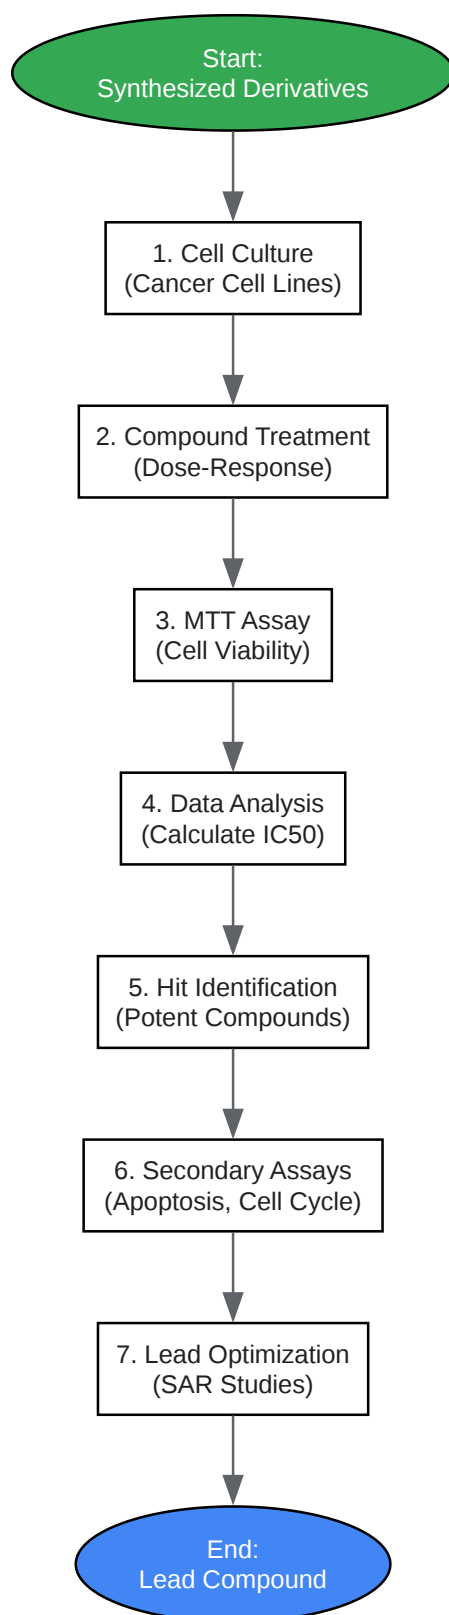 Start:
Synthesized Derivatives
1. Cell Culture
(Cancer Cell Lines)
2. Compound Treatment
(Dose-Response)
3. MTT Assay
(Cell Viability)
4. Data Analysis
(Calculate IC50)
5. Hit Identification
(Potent Compounds)
6. Secondary Assays
(Apoptosis, Cell Cycle)
7. Lead Optimization
(SAR Studies)
End:
Lead Compound